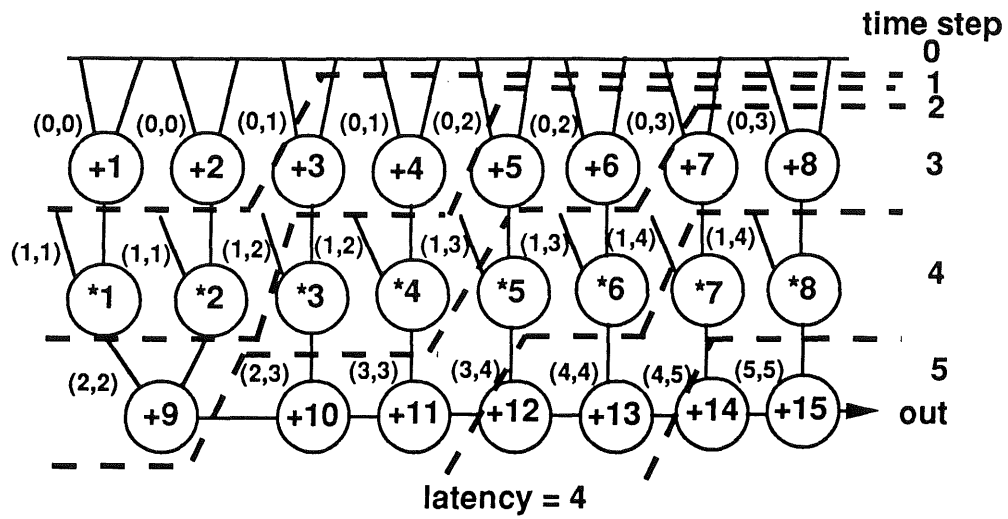 time step
0
1
2
(0,0) (0,0) (0,1) (0,1) (0,2) (0,2) (0,3) (0,3)
+1 +2 +3 +4 +5 +6 +7 +8 3
(1,1) (1,1) (1,2) (1,2) (1,3) (1,3) (1,4) (1,4)
*1 *2 *3 *4 *5 *6 *7 *8 4
(2,2) (2,3) (3,3) (3,4) (4,4) (4,5) (5,5) 5
+9 +10 +11 +12 +13 +14 +15 out
latency = 4